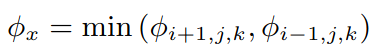 ϕ_x = min (ϕ_{i+1,j,k}, ϕ_{i−1,j,k})